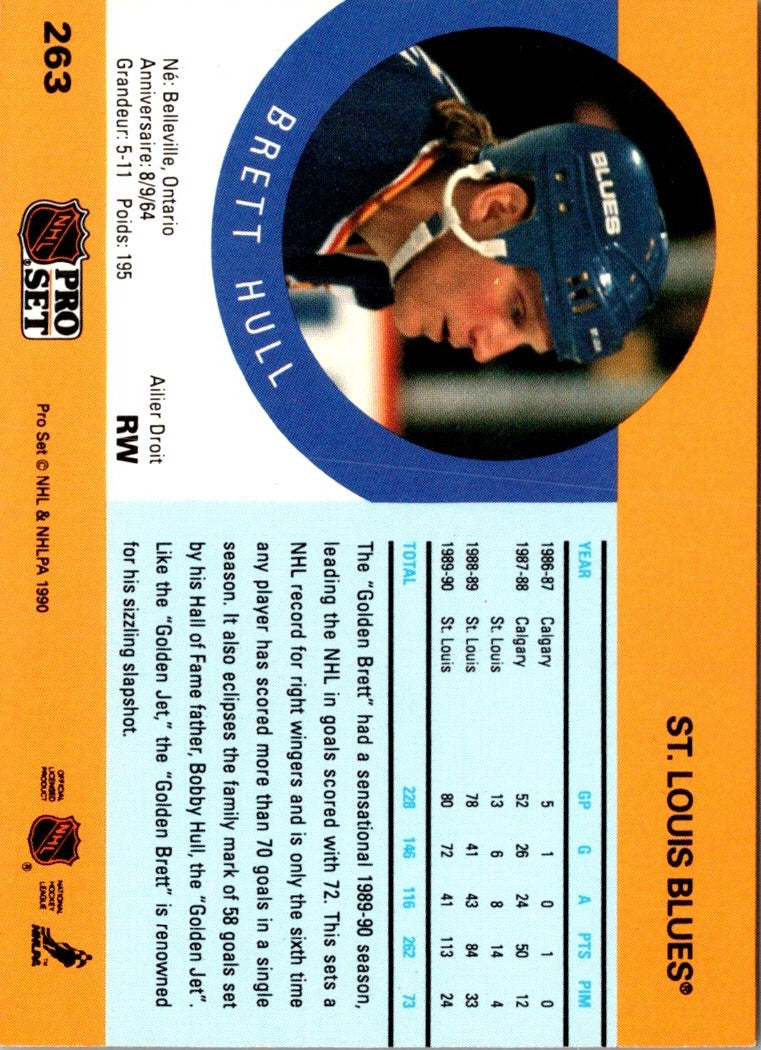 ST. LOUIS BLUES®
BLUES
BRETT HULL
Né: Belleville, Ontario
Anniversaire: 8/9/64
Grandeur: 5-11 Poids: 195
Ailier Droit
RW
YEAR GP G A PTS PIM
1986-87 Calgary 5 1 0 1 0
1987-88 Calgary 52 26 24 50 12
St. Louis 13 6 8 14 4
1988-89 St. Louis 78 41 43 84 33
1989-90 St. Louis 80 72 41 113 24
TOTAL 228 146 116 262 73
The "Golden Brett" had a sensational 1989-90 season,
leading the NHL in goals scored with 72. This sets a
NHL record for right wingers and is only the sixth time
any player has scored more than 70 goals in a single
season. It also eclipses the family mark of 58 goals set
by his Hall of Fame father, Bobby Hull, the "Golden Jet".
Like the "Golden Jet," the "Golden Brett" is renowned
for his sizzling slapshot.
263
NHL
PRO
SET
Pro Set © NHL & NHLPA 1990
OFFICIAL
LICENSED
PRODUCT
NHL
®
NATIONAL
HOCKEY
LEAGUE
NHLPA
™